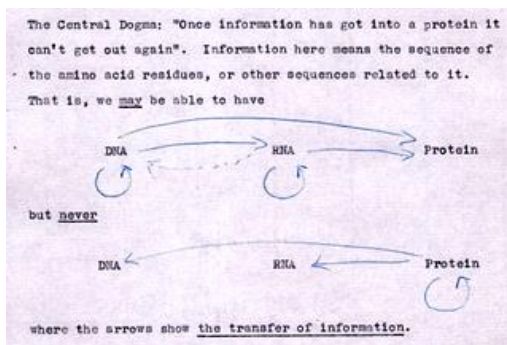 The Central Dogma: "Once information has got into a protein it
can't get out again". Information here means the sequence of
the amino acid residues, or other sequences related to it.
That is, we may be able to have
DNA RNA Protein
but never
DNA RNA Protein
where the arrows show the transfer of information.